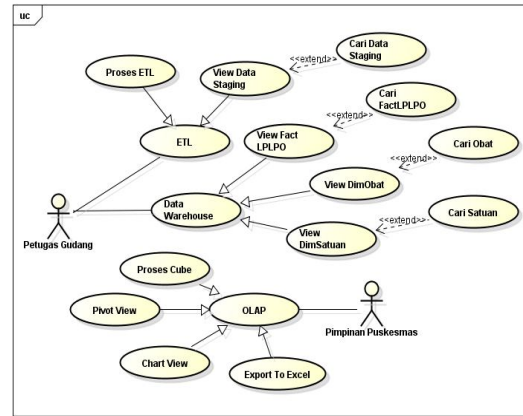 uc
Cari Data
Staging
<<extend>>
Proses ETL
View Data
Staging
Cari
FactLPLPO
<<extend>>
ETL
View Fact
LPLPO
Cari Obat
<<extend>>
View DimObat
Data
Warehouse
Cari Satuan
<<extend>>
View
DimSatuan
Petugas Gudang
Proses Cube
Pivot View
OLAP
Pimpinan Puskesmas
Chart View
Export To Excel